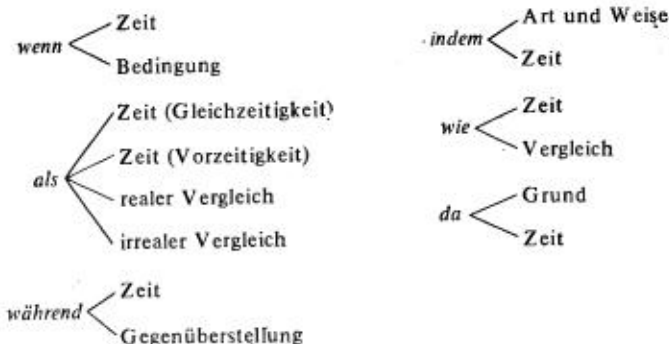 wenn
Zeit
Bedingung
als
Zeit (Gleichzeitigkeit)
Zeit (Vorzeitigkeit)
realer Vergleich
irrealer Vergleich
während
Zeit
Gegenüberstellung
indem
Art und Weise
Zeit
wie
Zeit
Vergleich
da
Grund
Zeit